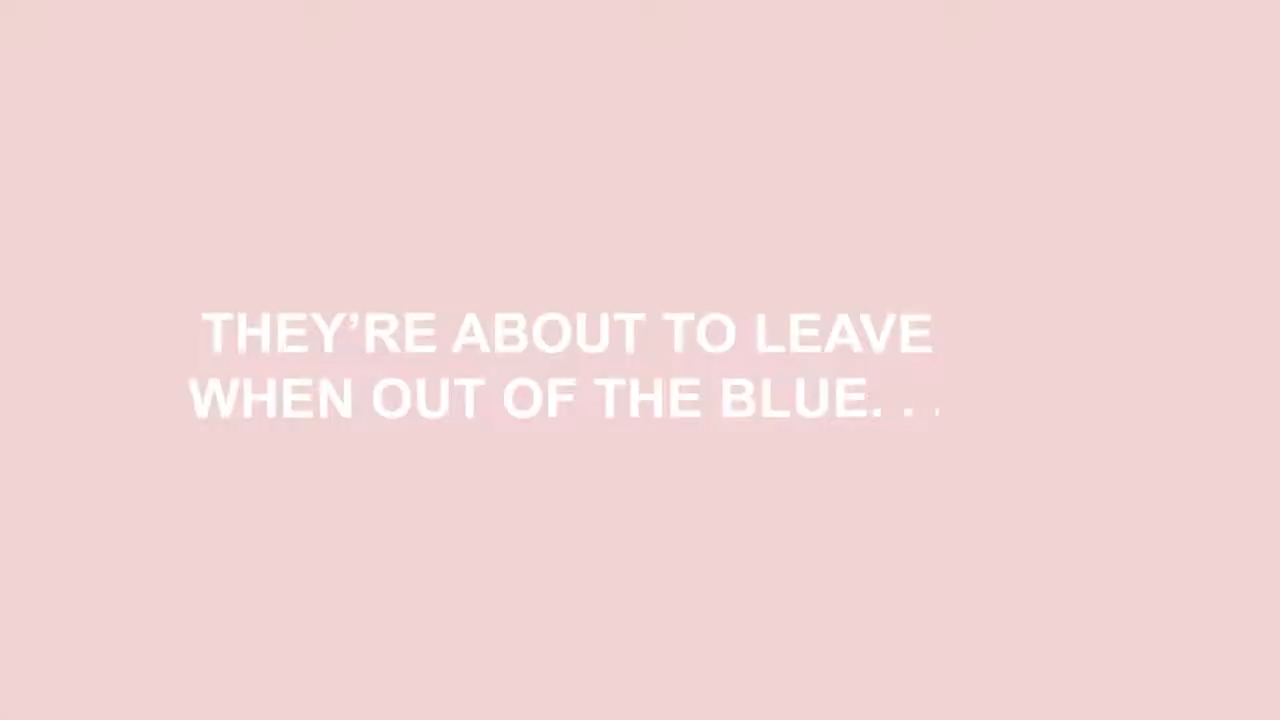 THEY’RE ABOUT TO LEAVE
WHEN OUT OF THE BLUE. . .